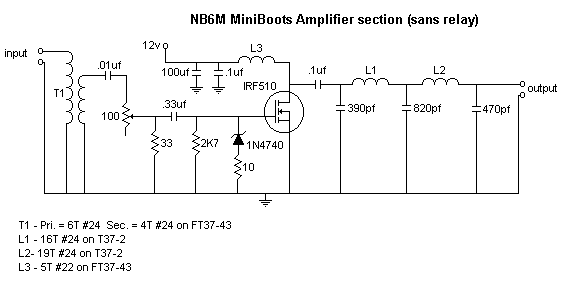 NB6M MiniBoots Amplifier section (sans relay)
input
12v
L3
.01uf
100uf
.1uf
IRF510
.1uf
L1
L2
output
T1
100
.33uf
390pf
820pf
470pf
33
2K7
1N4740
10
T1 - Pri. = 6T #24 Sec. = 4T #24 on FT37-43
L1 - 16T #24 on T37-2
L2- 19T #24 on T37-2
L3 - 5T #22 on FT37-43